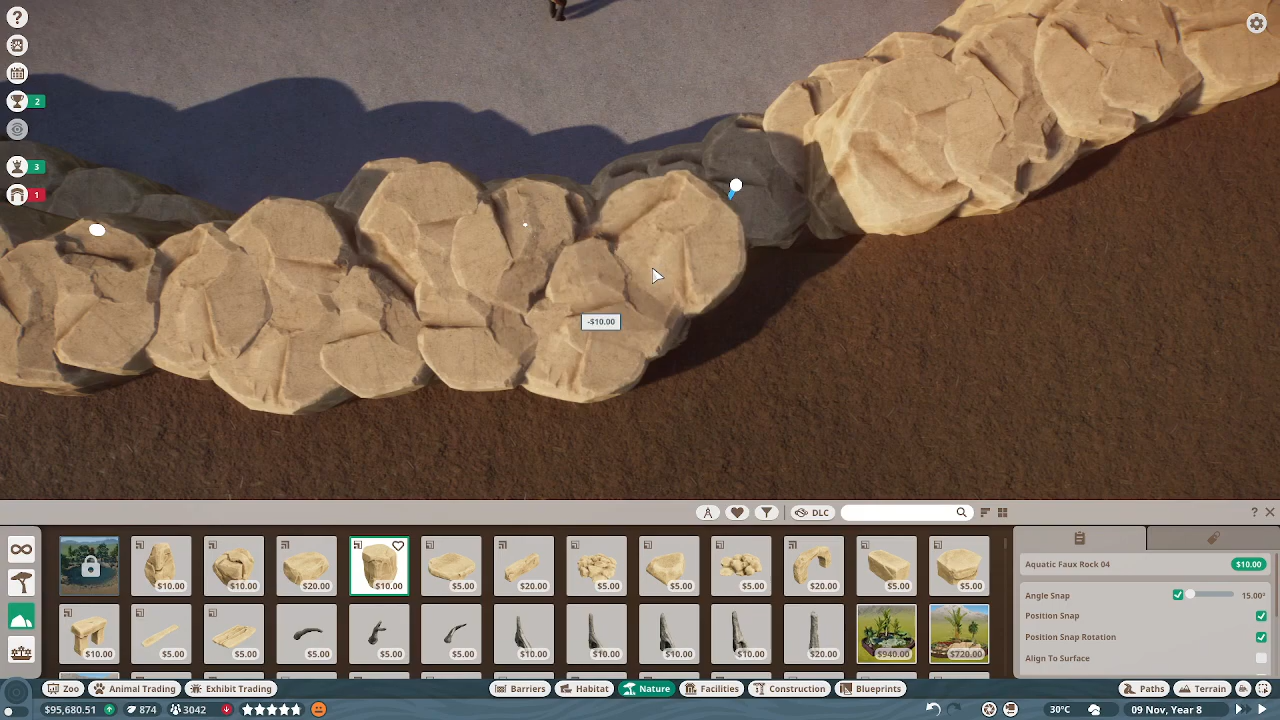 ?
2
3
1
-$10.00
DLC
? ×
$10.00 $10.00 $20.00 $10.00 $5.00 $20.00 $5.00 $5.00 $5.00 $20.00 $5.00 $5.00
$10.00 $5.00 $5.00 $5.00 $5.00 $5.00 $10.00 $10.00 $10.00 $10.00 $20.00 $940.00 $720.00
Aquatic Faux Rock 04 $10.00
Angle Snap 15.00°
Position Snap
Position Snap Rotation
Align To Surface
Zoo Animal Trading Exhibit Trading Barriers Habitat Nature Facilities Construction Blueprints Paths Terrain
$95,680.51 874 3042 30°C 09 Nov, Year 8